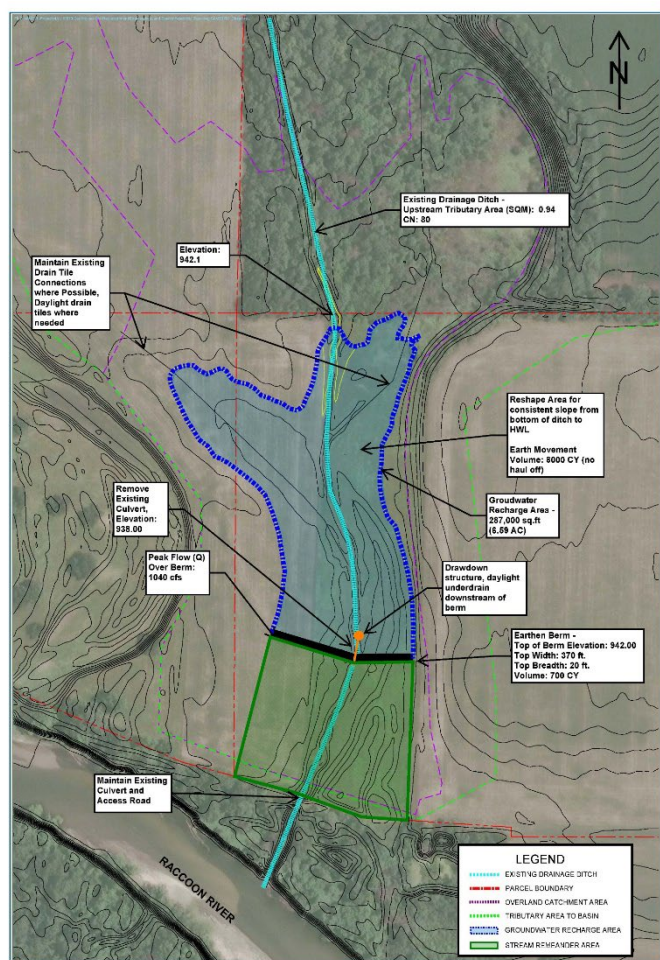 N
Existing Drainage Ditch -
Upstream Tributary Area (SQM): 0.94
CN: 80
Elevation:
942.1
Maintain Existing
Drain Tile
Connections
where Possible,
Daylight drain
tiles where
needed
Reshape Area for
consistent slope from
bottom of ditch to
HWL
Earth Movement
Volume: 8000 CY (no
haul off)
Remove
Existing
Culvert,
Elevation:
938.00
Groudwater
Recharge Area -
287,000 sq.ft
(6.59 AC)
Peak Flow (Q)
Over Berm:
1040 cfs
Drawdown
structure, daylight
underdrain
downstream of
berm
Earthen Berm -
Top of Berm Elevation: 942.00
Top Width: 370 ft.
Top Breadth: 20 ft.
Volume: 700 CY
Maintain Existing
Culvert and
Access Road
RACCOON RIVER
LEGEND
EXISTING DRAINAGE DITCH
PARCEL BOUNDARY
OVERLAND CATCHMENT AREA
TRIBUTARY AREA TO BASIN
GROUNDWATER RECHARGE AREA
STREAM REMEANDER AREA